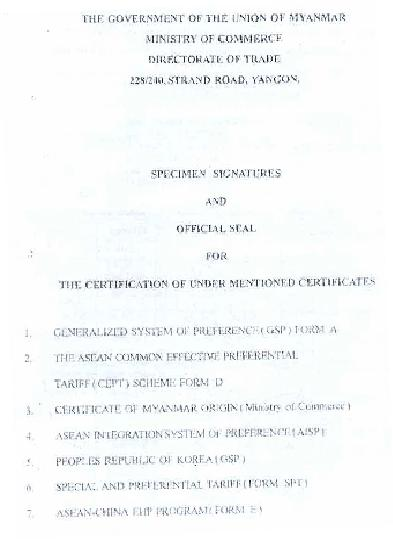 THE GOVERNMENT OF THE UNION OF MYANMAR
MINISTRY OF COMMERCE
DIRECTORATE OF TRADE
228/240, STRAND ROAD, YANGON.
SPECIMEN SIGNATURES
AND
OFFICIAL SEAL
FOR
THE CERTIFICATION OF UNDER MENTIONED CERTIFICATES
1. GENERALIZED SYSTEM OF PREFERENCE ( GSP ) FORM A
2. THE ASEAN COMMON EFFECTIVE PREFERENTIAL
TARIFF ( CEPT ) SCHEME FORM D
3. CERTIFICATE OF MYANMAR ORIGIN ( Ministry of Commerce )
4. ASEAN INTEGRATION SYSTEM OF PREFERENCE ( AISP )
5. PEOPLES REPUBLIC OF KOREA ( GSP )
6. SPECIAL AND PREFERENTIAL TARIFF ( FORM SPT )
7. ASEAN-CHINA EHP PROGRAM ( FORM E )